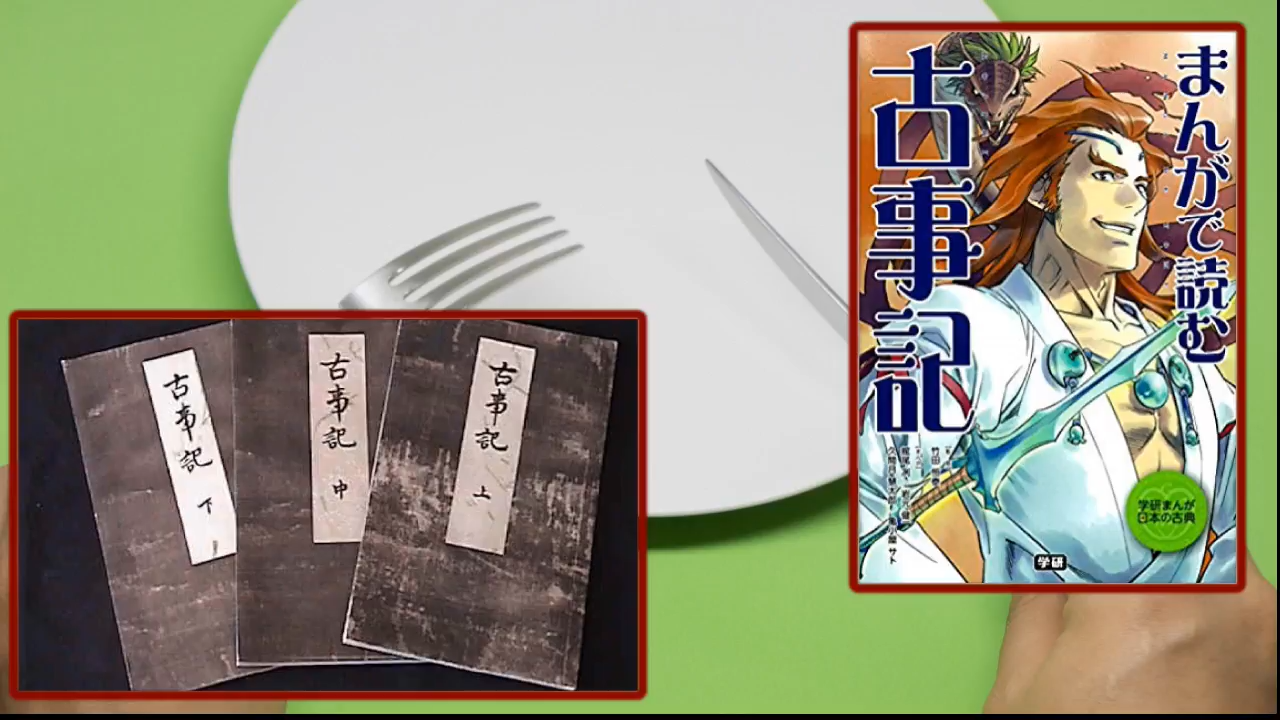 まんがで読む
古事記
学研まんが
日本の古典
学研
古事記 上
古事記 中
古事記 下